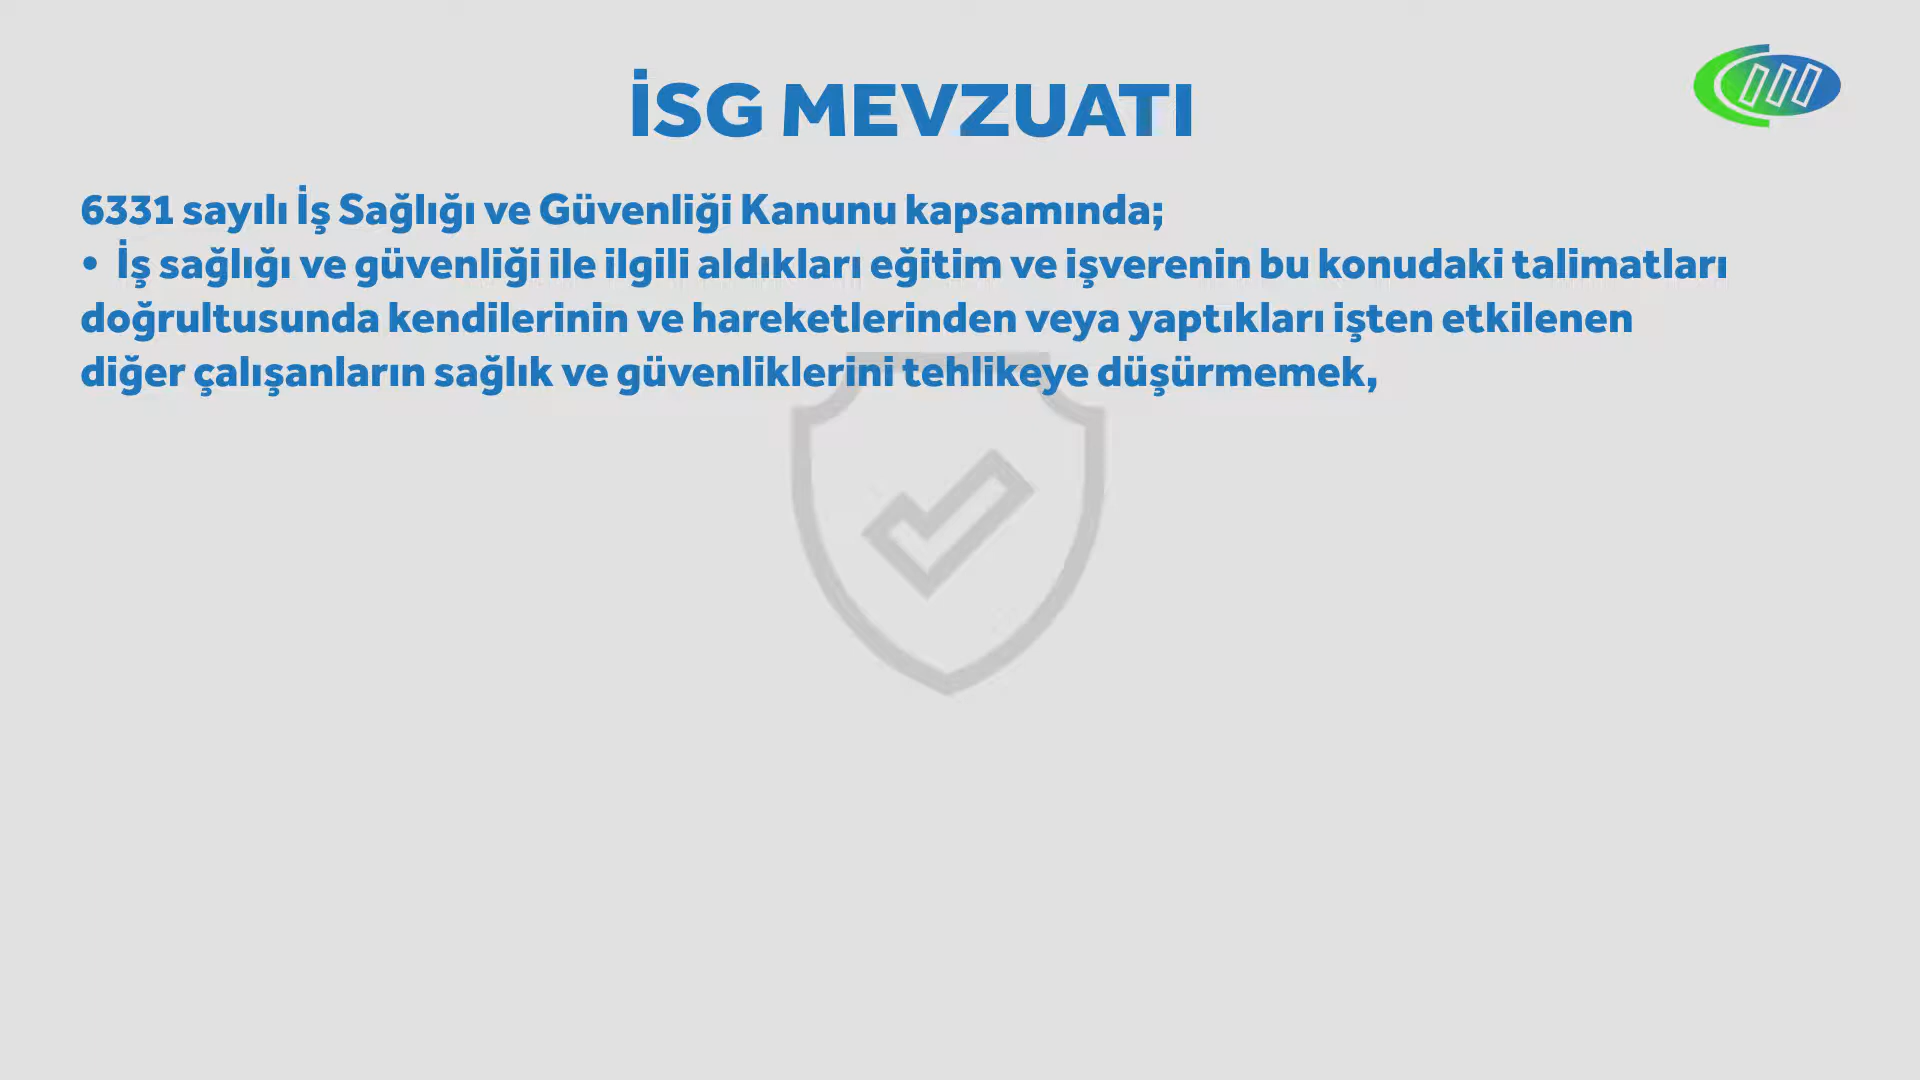 İSG MEVZUATI
6331 sayılı İş Sağlığı ve Güvenliği Kanunu kapsamında;
• İş sağlığı ve güvenliği ile ilgili aldıkları eğitim ve işverenin bu konudaki talimatları
doğrultusunda kendilerinin ve hareketlerinden veya yaptıkları işten etkilenen
diğer çalışanların sağlık ve güvenliklerini tehlikeye düşürmemek,